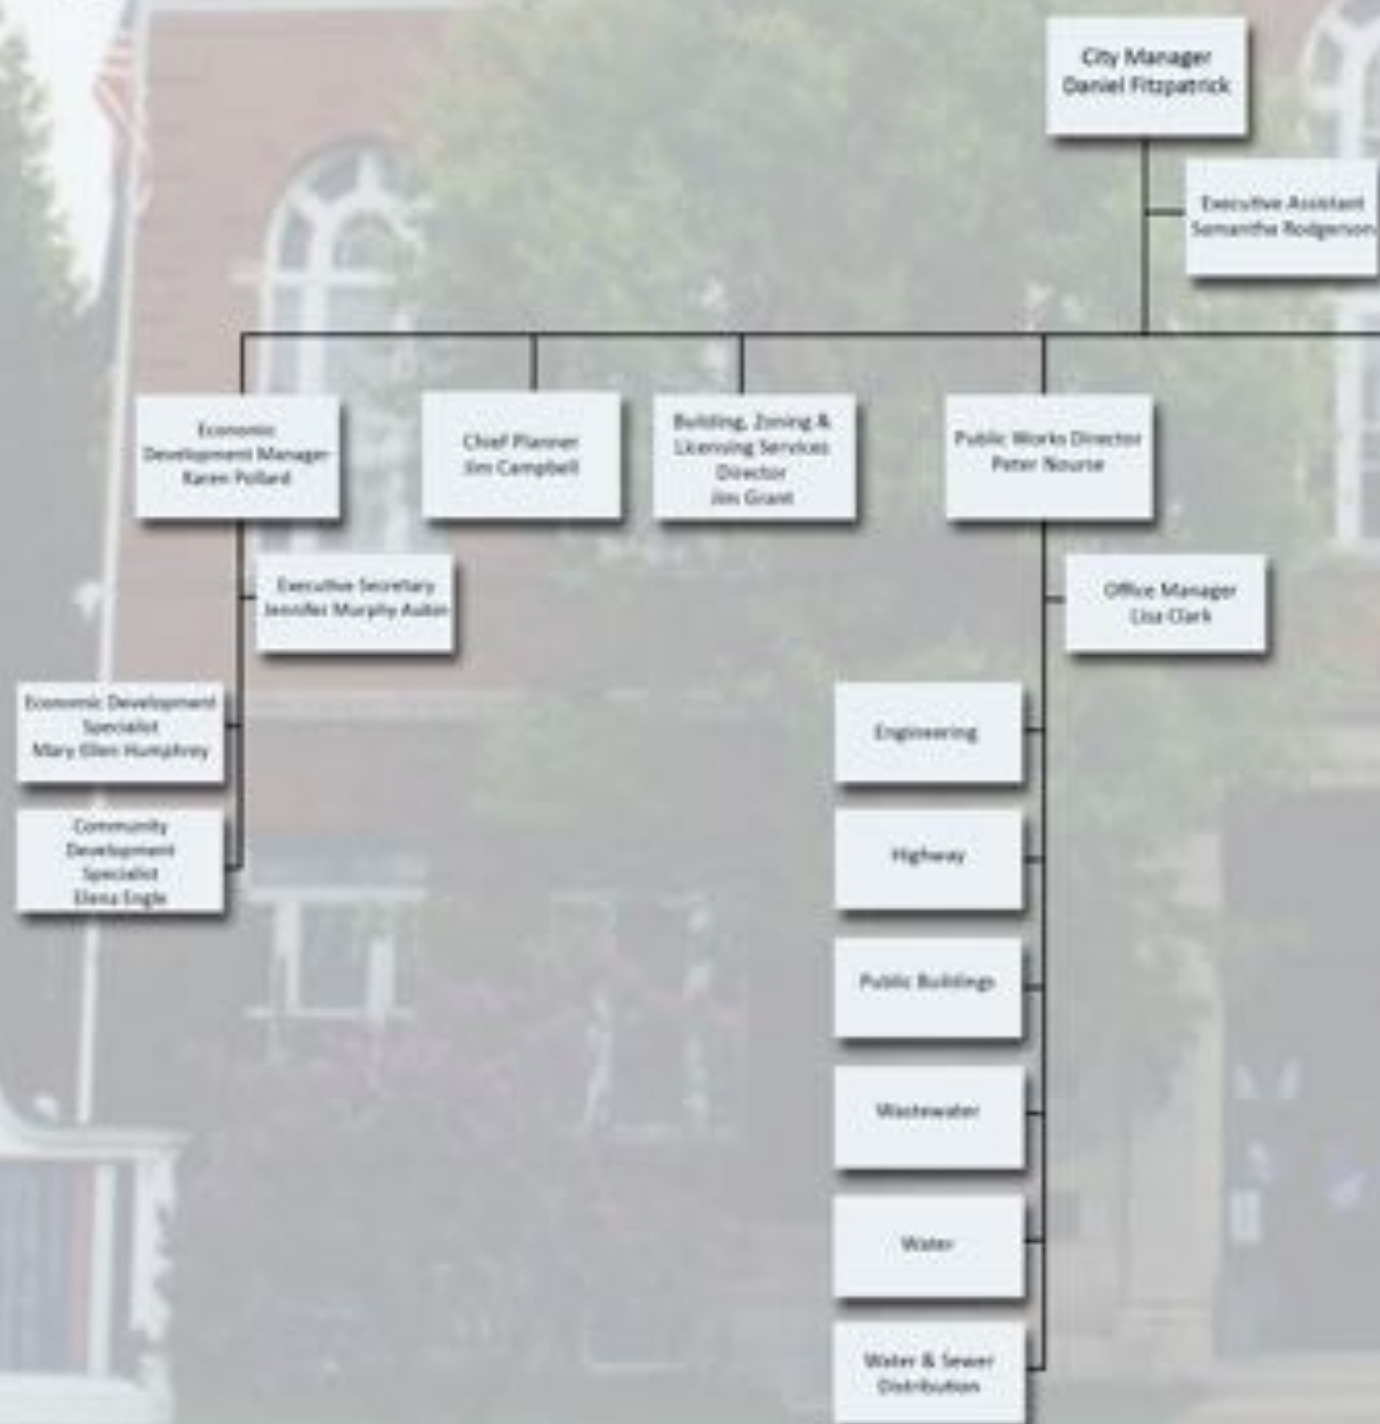 City Manager
Daniel Fitzpatrick
Executive Assistant
Samantha Rodgerson
Economic
Development Manager
Karen Pollard
Chief Planner
Jim Campbell
Building, Zoning &
Licensing Services
Director
Jim Grant
Public Works Director
Peter Nourse
Executive Secretary
Jennifer Murphy Aubin
Office Manager
Lisa Clark
Economic Development
Specialist
Mary Ellen Humphrey
Community
Development
Specialist
Elena Engle
Engineering
Highway
Public Buildings
Wastewater
Water
Water & Sewer
Distribution